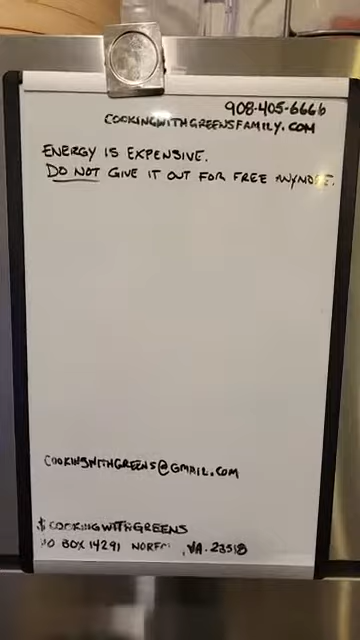 908-405-6666
COOKINGWITHGREENSFAMILY.COM
ENERGY IS EXPENSIVE.
DO NOT GIVE IT OUT FOR FREE ANYMORE.
COOKINGWITHGREENS@GMAIL.COM
$COOKINGWITHGREENS
PO BOX 14291 VA. 23518